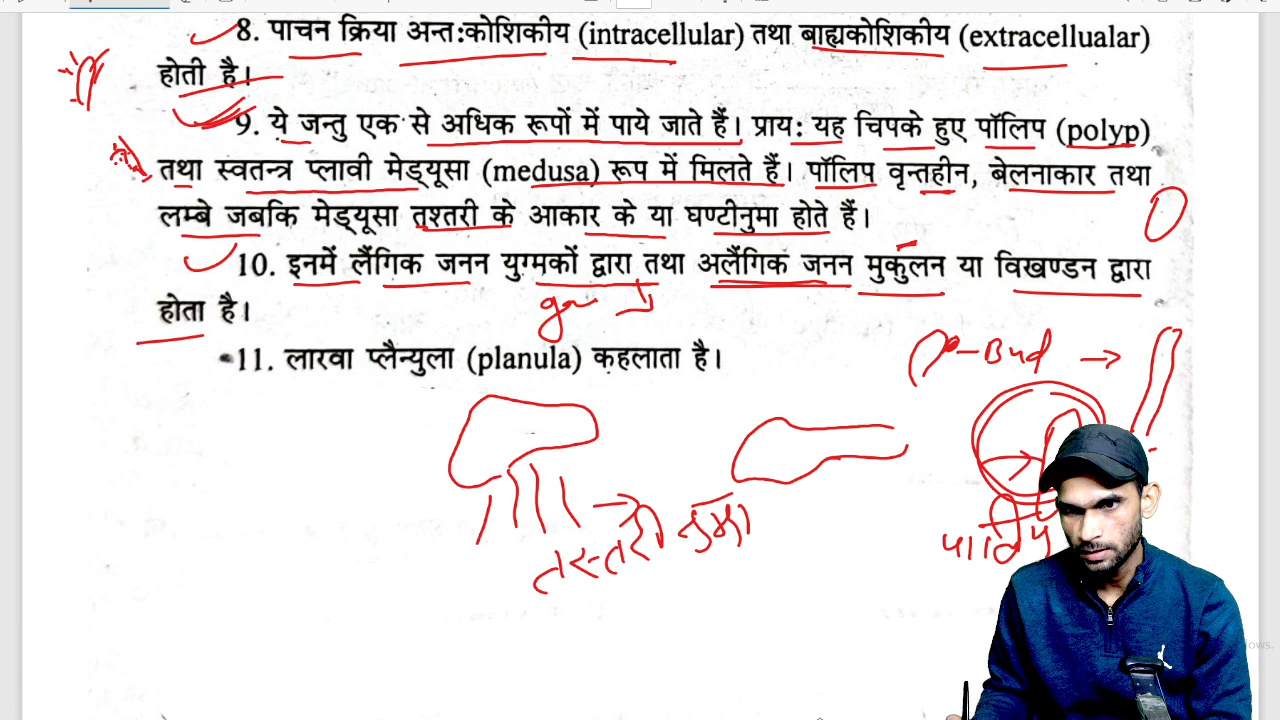 8. पाचन क्रिया अन्त:कोशिकीय (intracellular) तथा बाह्यकोशिकीय (extracellualar)
होती है।
9. ये जन्तु एक से अधिक रूपों में पाये जाते हैं। प्राय: यह चिपके हुए पॉलिप (polyp)
तथा स्वतन्त्र प्लावी मेड्यूसा (medusa) रूप में मिलते हैं। पॉलिप वृन्तहीन, बेलनाकार तथा
लम्बे जबकि मेड्यूसा तश्तरी के आकार के या घण्टीनुमा होते हैं।
10. इनमें लैंगिक जनन युग्मकों द्वारा तथा अलैंगिक जनन मुकुलन या विखण्डन द्वारा
होता है।
11. लारवा प्लैन्युला (planula) कहलाता है।
Bud
तस्तरी नुमा